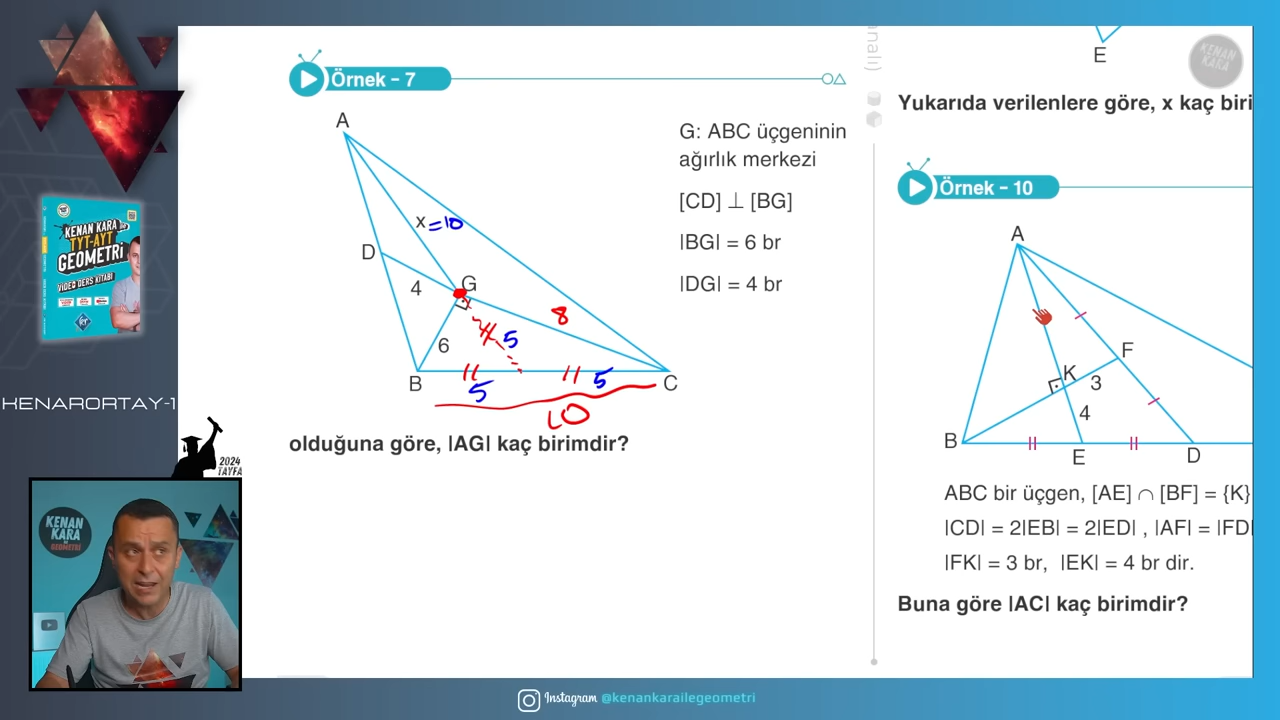 Örnek – 7
A
x
=10
D
4
G
8
6
4
5
B
5
5
C
10
G: ABC üçgeninin
ağırlık merkezi
[CD] ⊥ [BG]
|BG| = 6 br
|DG| = 4 br
olduğuna göre, |AG| kaç birimdir?
E
Yukarıda verilenlere göre, x kaç biri
Örnek – 10
A
F
K
3
4
B
E
D
ABC bir üçgen, [AE] ∩ [BF] = {K}
|CD| = 2|EB| = 2|ED| , |AF| = |FD|
|FK| = 3 br, |EK| = 4 br dir.
Buna göre |AC| kaç birimdir?
KENAN
KARA
KENAN KARA
TYT-AYT
GEOMETRİ
VİDEO DERS KİTABI
KENARORTAY-1
2024
TAYFA
KENAN
KARA
GEOMETRİ
Instagram @kenankarailegeometri